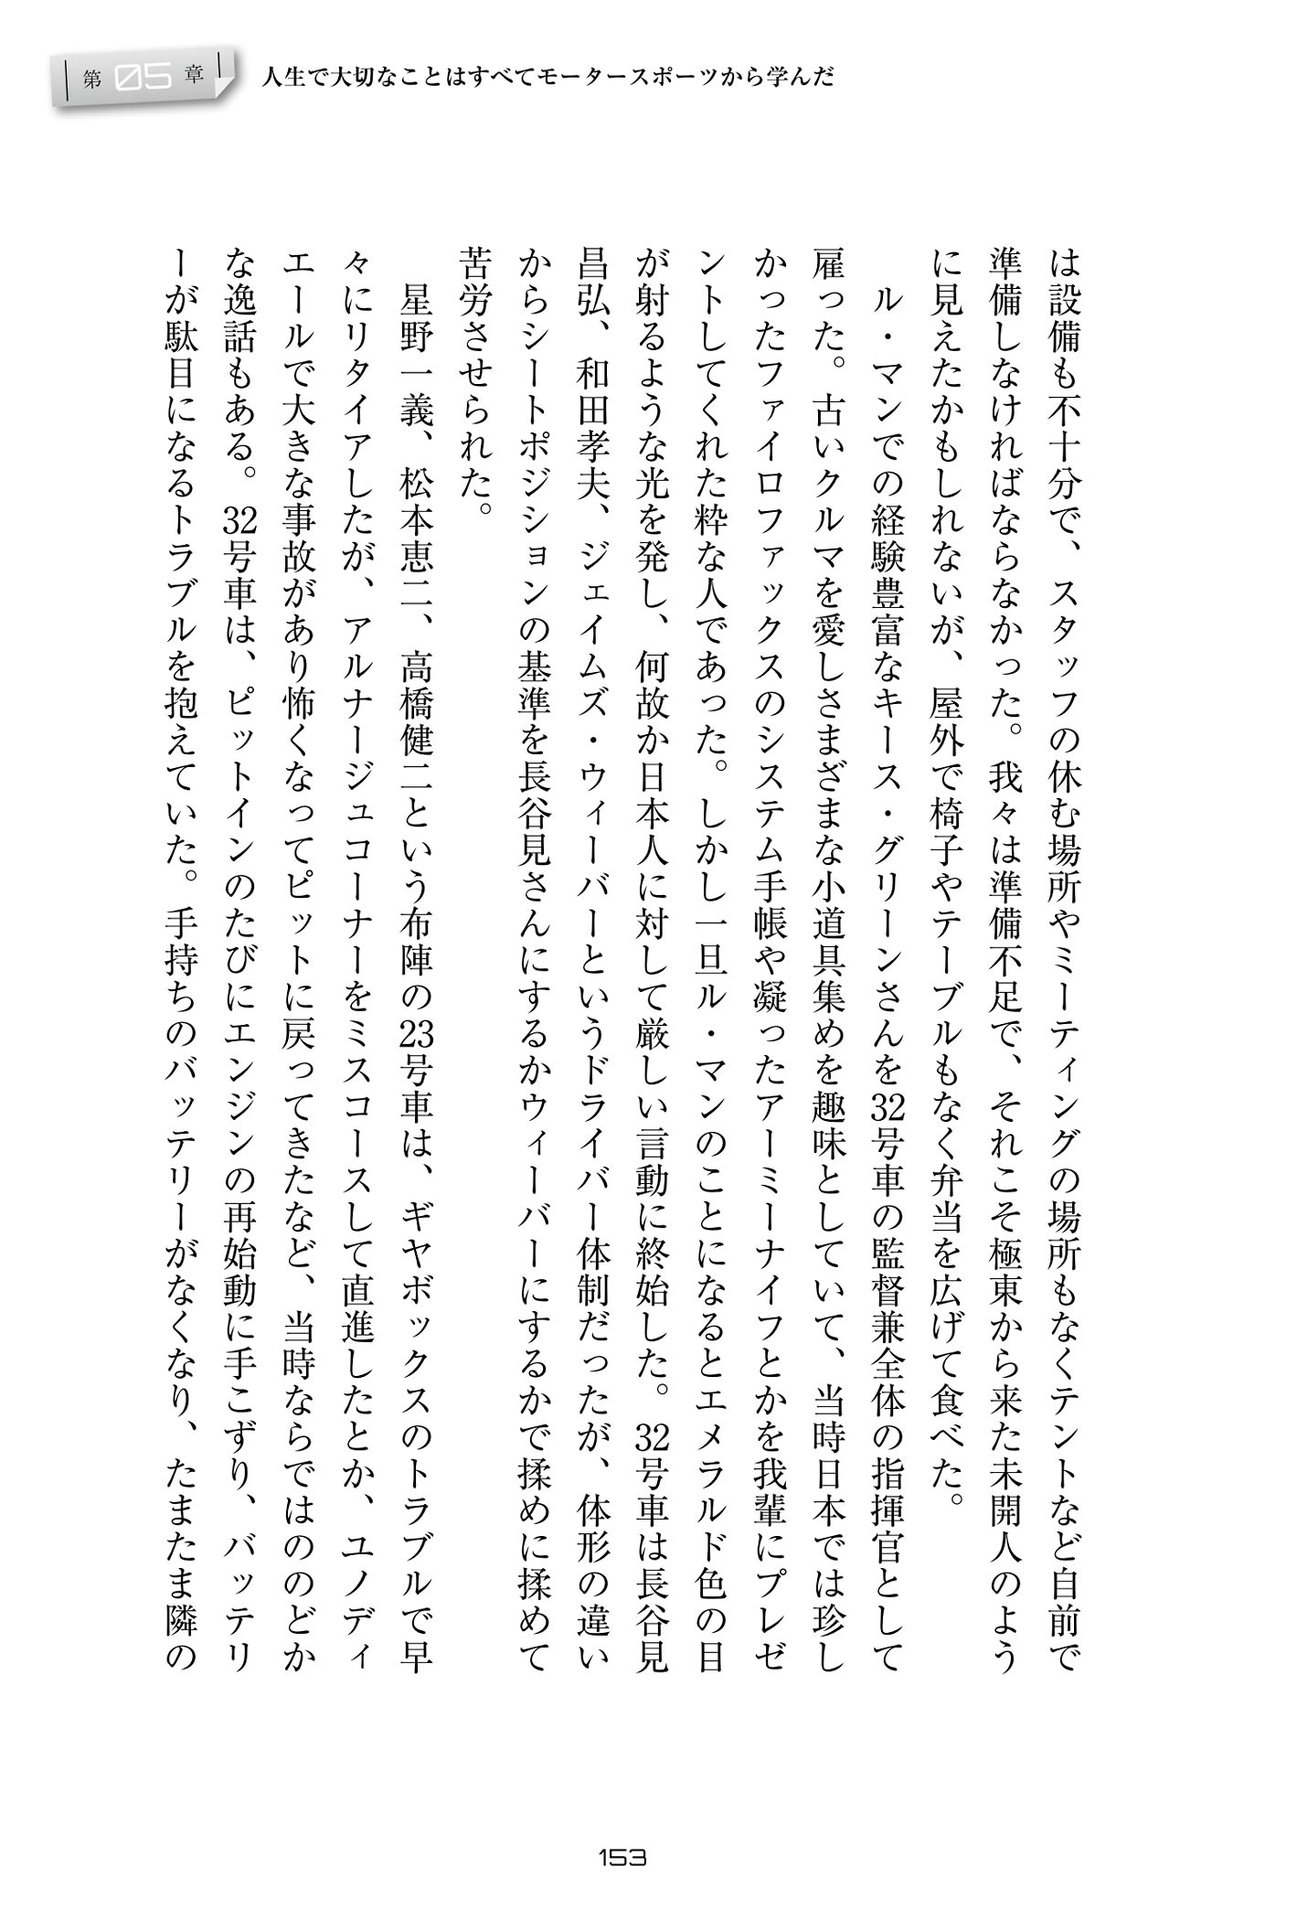 第05章
人生で大切なことはすべてモータースポーツから学んだ
は設備も不十分で、スタッフの休む場所やミーティングの場所もなくテントなど自前で
準備しなければならなかった。我々は準備不足で、それこそ極東から来た未開人のよう
に見えたかもしれないが、屋外で椅子やテーブルもなく弁当を広げて食べた。
　ル・マンでの経験豊富なキース・グリーンさんを32号車の監督兼全体の指揮官として
雇った。古いクルマを愛しさまざまな小道具集めを趣味としていて、当時日本では珍し
かったファイロファックスのシステム手帳や凝ったアーミーナイフとかを我輩にプレゼ
ントしてくれた粋な人であった。しかし一旦ル・マンのことになるとエメラルド色の目
が射るような光を発し、何故か日本人に対して厳しい言動に終始した。32号車は長谷見
昌弘、和田孝夫、ジェイムズ・ウィーバーというドライバー体制だったが、体形の違い
からシートポジションの基準を長谷見さんにするかウィーバーにするかで揉めに揉めて
苦労させられた。
　星野一義、松本恵二、高橋健二という布陣の23号車は、ギヤボックスのトラブルで早
々にリタイアしたが、アルナージュコーナーをミスコースして直進したとか、ユノディ
エールで大きな事故があり怖くなってピットに戻ってきたなど、当時ならではののどか
な逸話もある。32号車は、ピットインのたびにエンジンの再始動に手こずり、バッテリ
ーが駄目になるトラブルを抱えていた。手持ちのバッテリーがなくなり、たまたま隣の
153